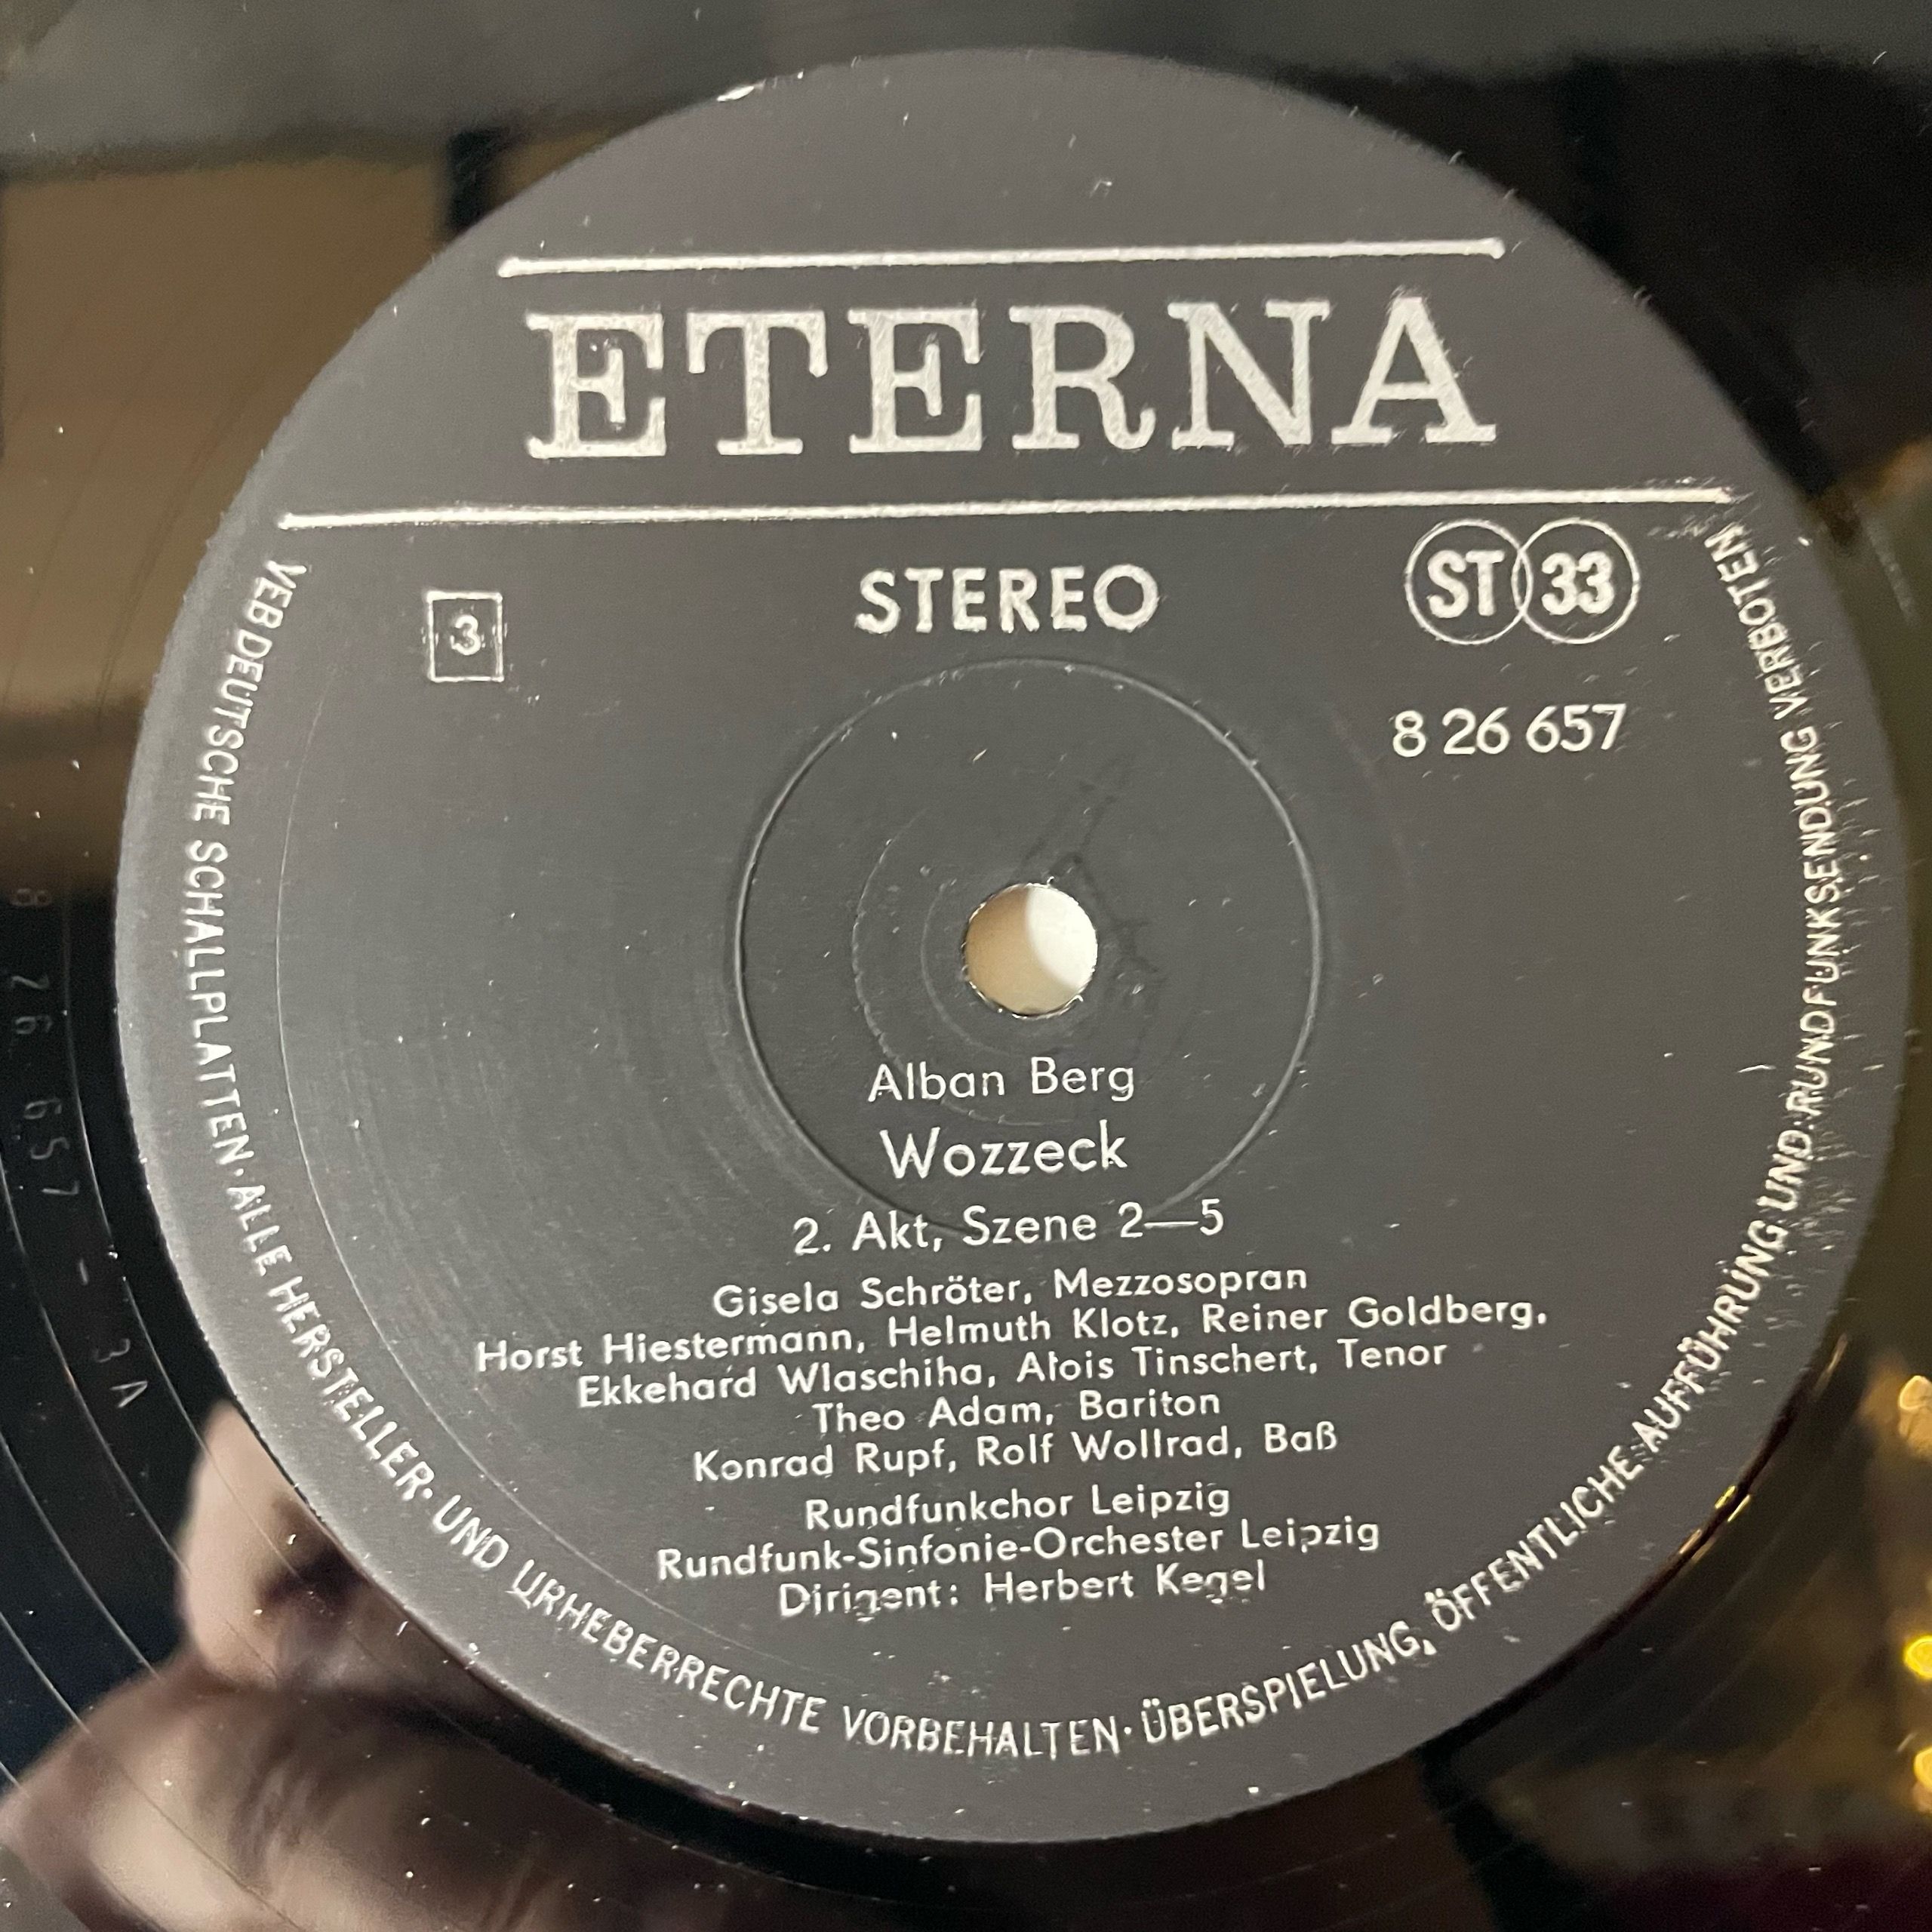 ETERNA
STEREO
ST 33
3
8 26 657
Alban Berg
Wozzeck
2. Akt, Szene 2—5
Gisela Schröter, Mezzosopran
Horst Hiestermann, Helmuth Klotz, Reiner Goldberg,
Ekkehard Wlaschiha, Alois Tinschert, Tenor
Theo Adam, Bariton
Konrad Rupf, Rolf Wollrad, Baß
Rundfunkchor Leipzig
Rundfunk-Sinfonie-Orchester Leipzig
Dirigent: Herbert Kegel
VEB DEUTSCHE SCHALLPLATTEN · ALLE HERSTELLER- UND URHEBERRECHTE VORBEHALTEN · ÜBERSPIELUNG, ÖFFENTLICHE AUFFÜHRUNG UND RUNDFUNKSENDUNG VERBOTEN
8 26 657 - 3A